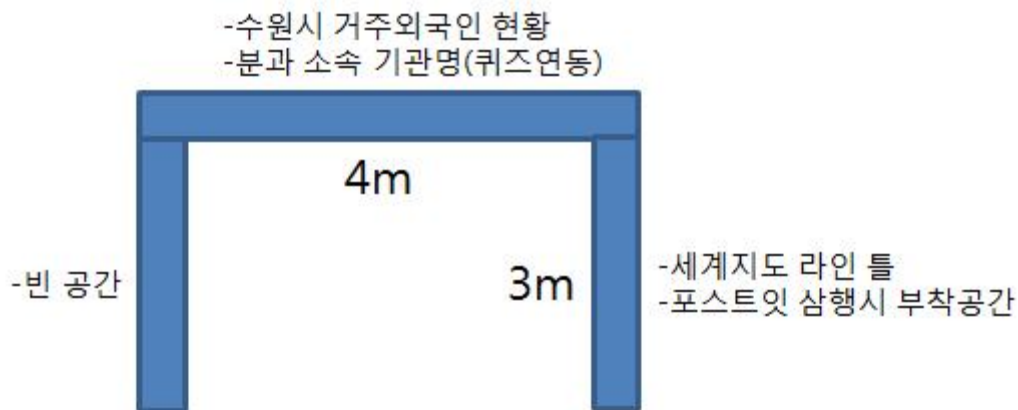 -수원시 거주외국인 현황
-분과 소속 기관명(퀴즈연동)
4m
-빈 공간
3m
-세계지도 라인 틀
-포스트잇 삼행시 부착공간